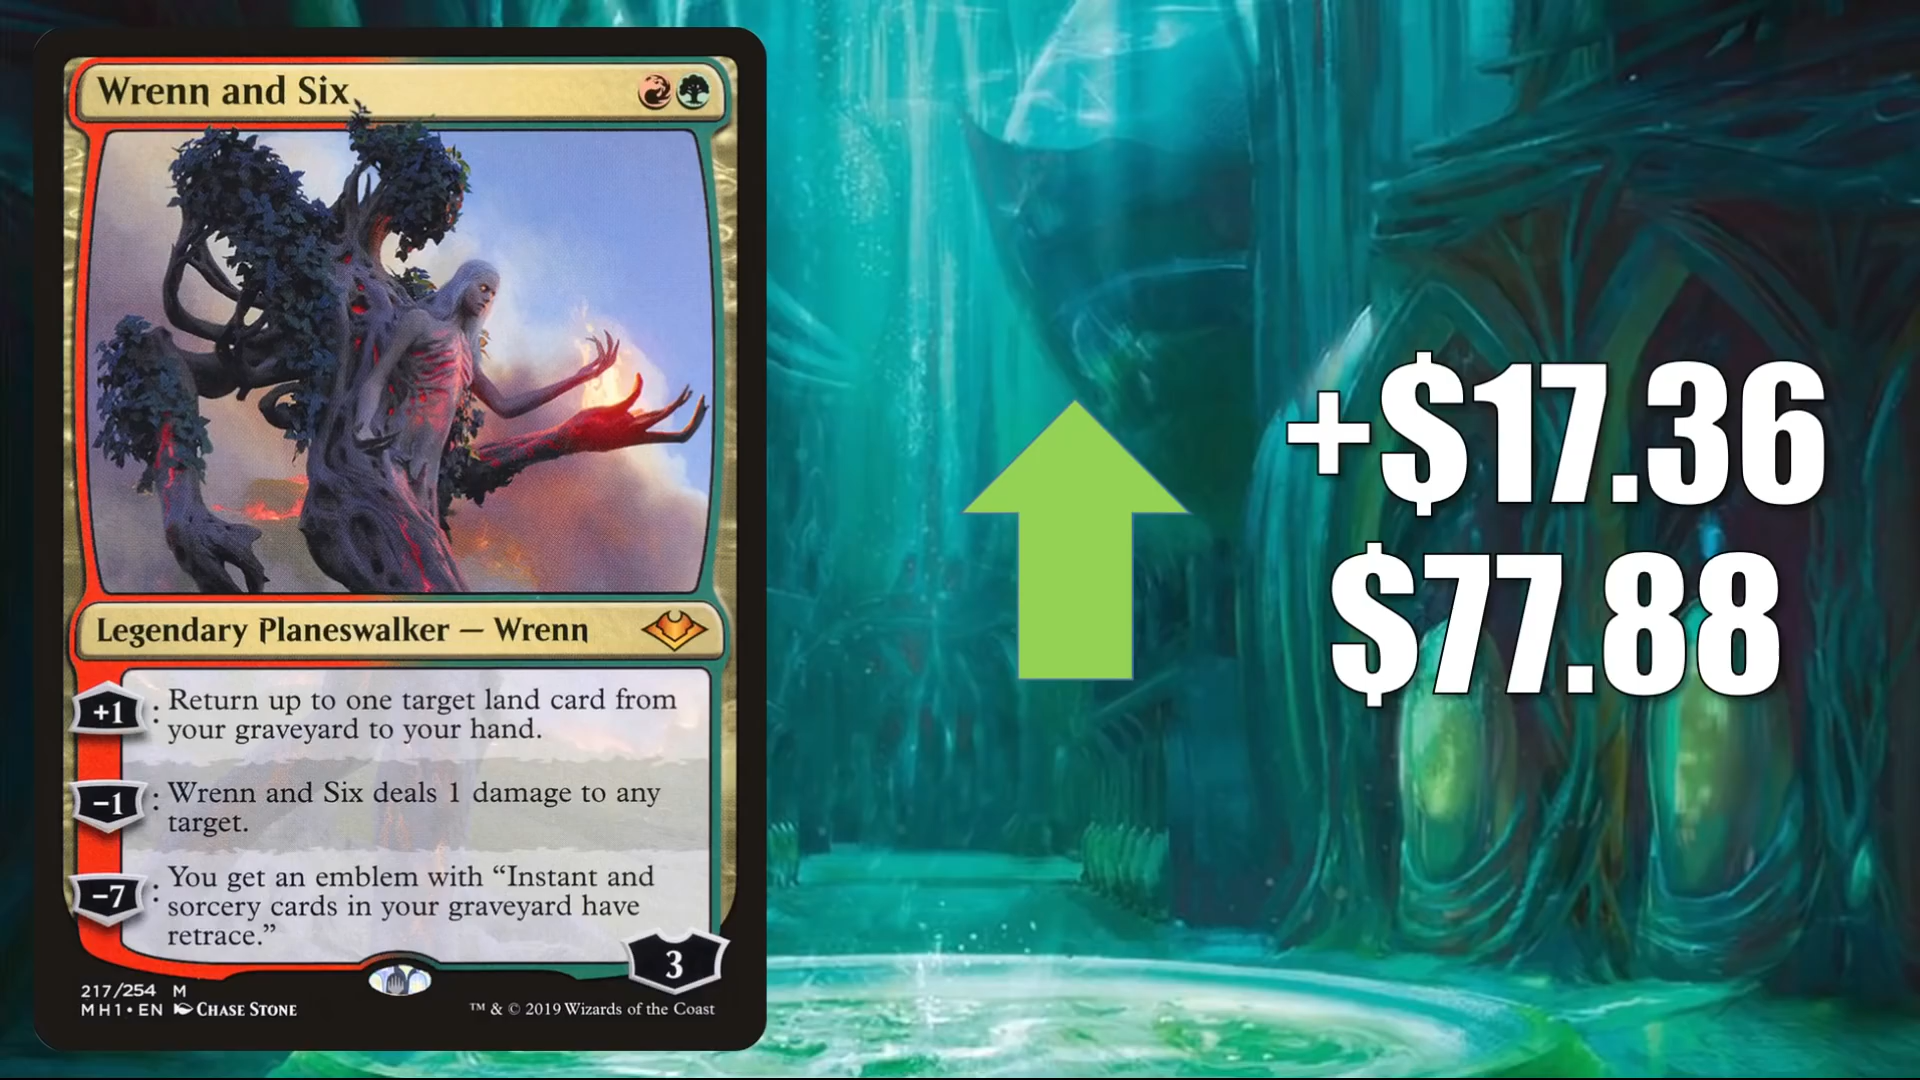 Wrenn and Six
Legendary Planeswalker — Wrenn
+1 : Return up to one target land card from
your graveyard to your hand.
−1 : Wrenn and Six deals 1 damage to any
target.
−7 : You get an emblem with “Instant and
sorcery cards in your graveyard have
retrace.”
3
217/254 M
MH1 • EN Chase Stone
™ & © 2019 Wizards of the Coast
+$17.36
$77.88